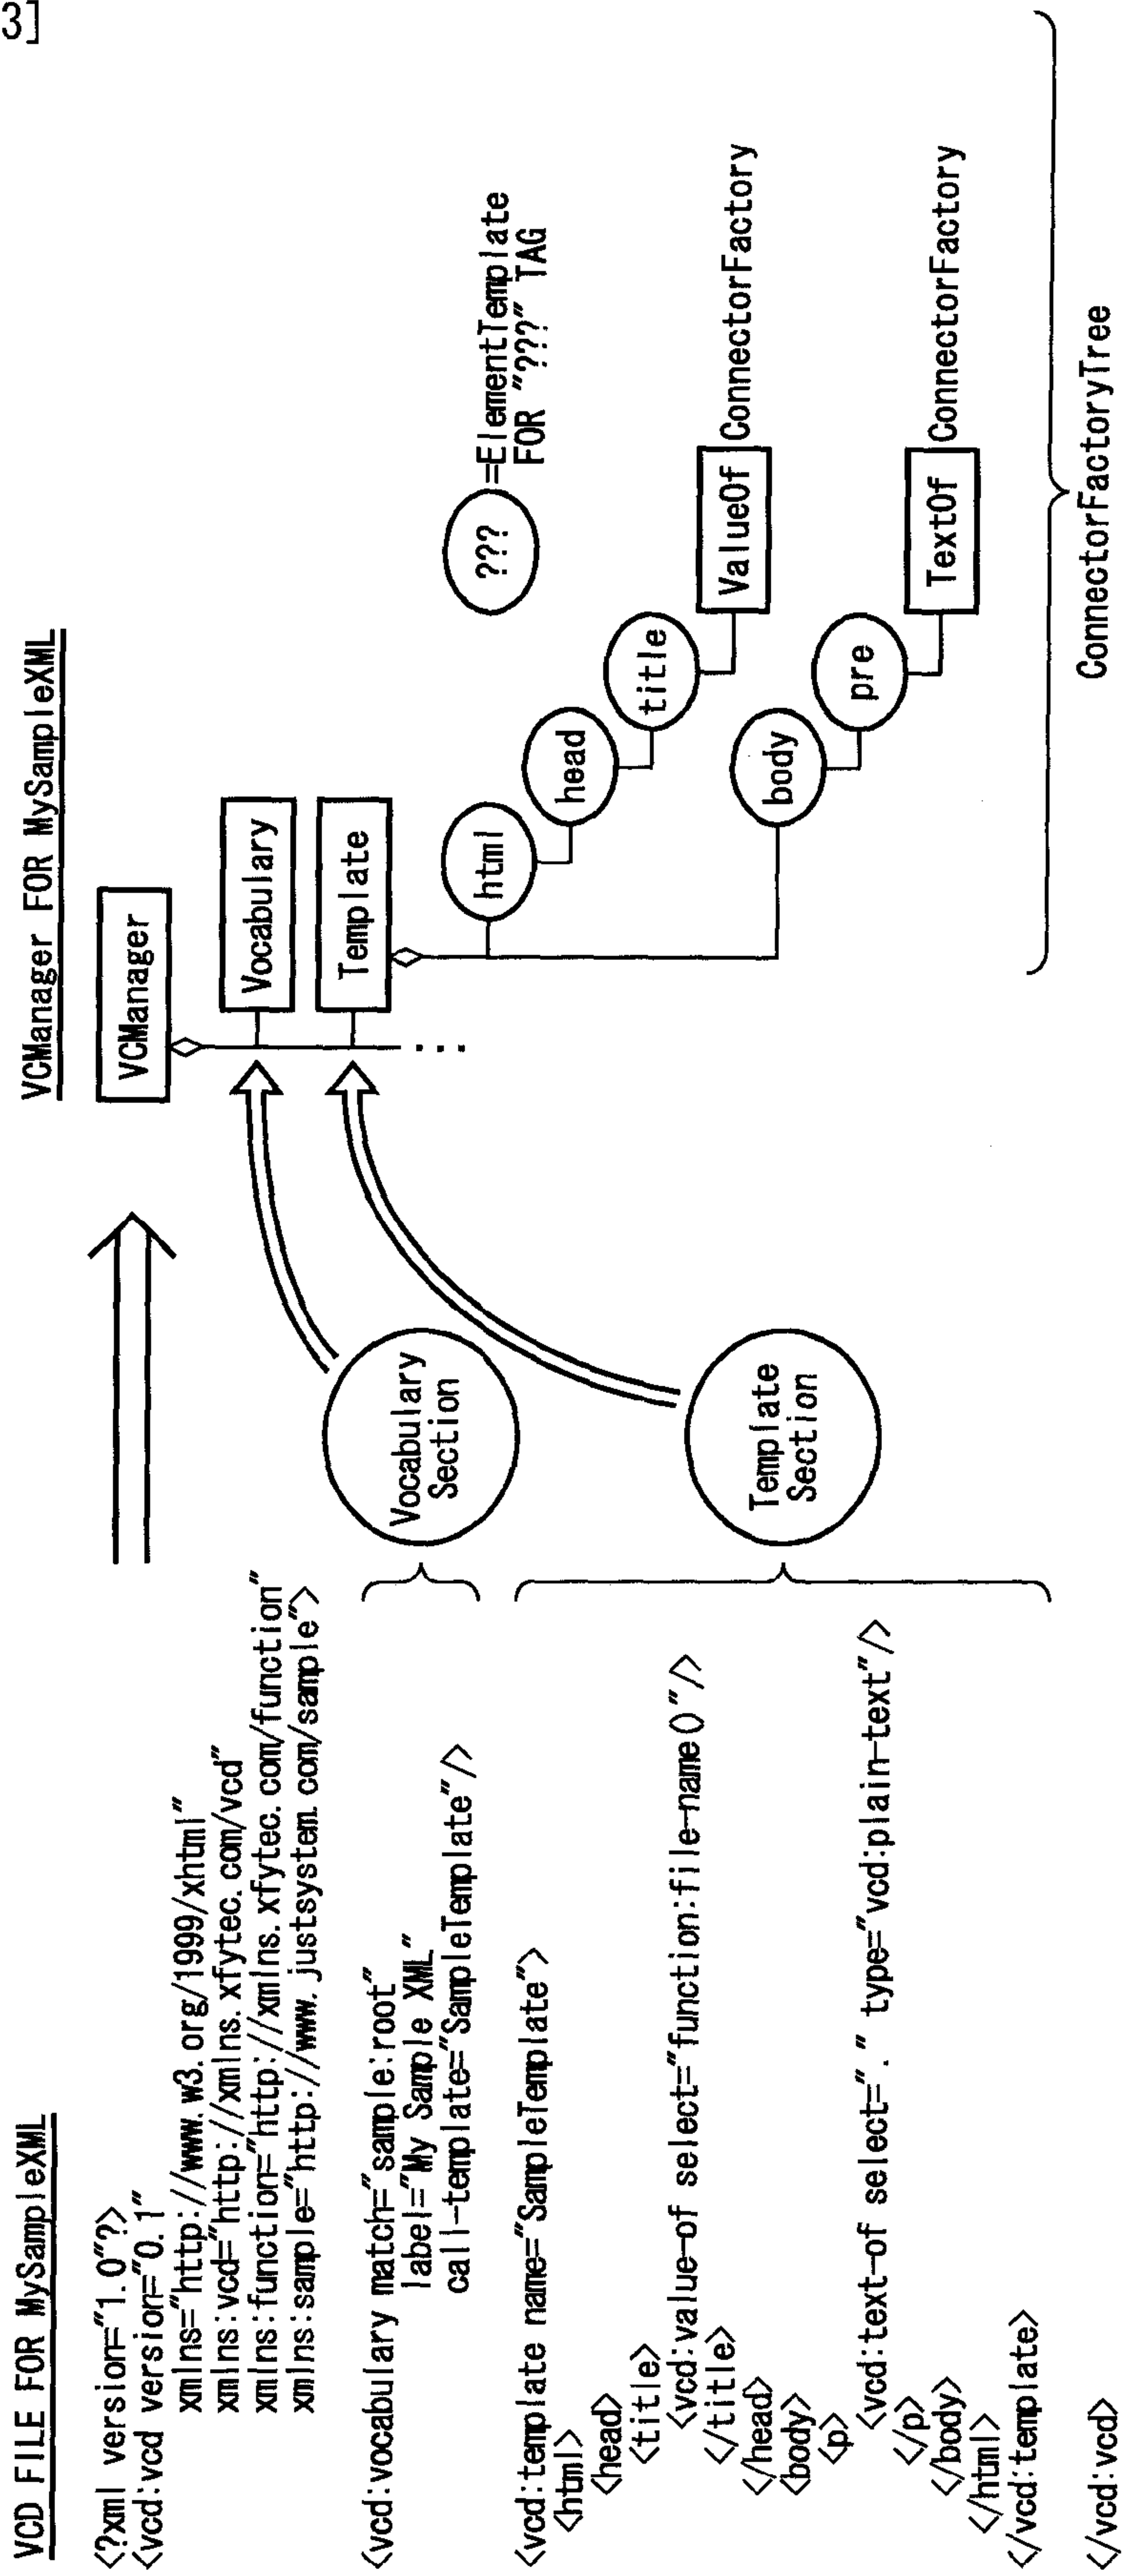 3]
VCD FILE FOR MySampleXML
<?xml version="1.0"?>
<vcd:vcd version="0.1"
xmlns="http://www.w3.org/1999/xhtml"
xmlns:vcd="http://xmlns.xfytec.com/vcd"
xmlns:function="http://xmlns.xfytec.com/function"
xmlns:sample="http://www.justsystem.com/sample">
<vcd:vocabulary match="sample:root"
label="My Sample XML"
call-template="SampleTemplate"/>
<vcd:template name="SampleTemplate">
<html>
<head>
<title>
<vcd:value-of select="function:file-name()"/>
</title>
</head>
<body>
<p>
<vcd:text-of select="." type="vcd:plain-text"/>
</p>
</body>
</html>
</vcd:template>
</vcd:vcd>
Vocabulary
Section
Template
Section
VCManager FOR MySampleXML
VCManager
Vocabulary
Template
...
html
head
title
ValueOf ConnectorFactory
body
pre
TextOf ConnectorFactory
??? =ElementTemplate
FOR "???" TAG
ConnectorFactoryTree